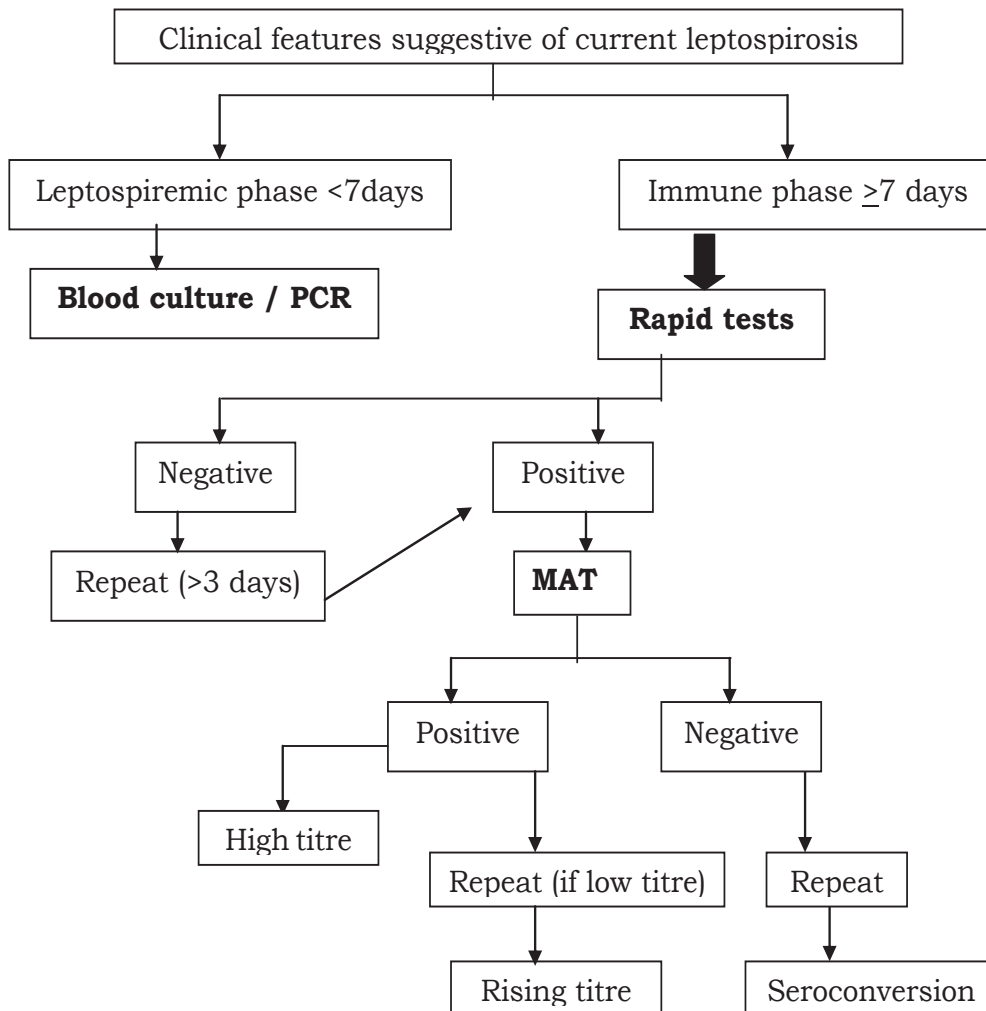 Clinical features suggestive of current leptospirosis
Leptospiremic phase <7days
Immune phase ≥7 days
Blood culture / PCR
Rapid tests
Negative
Positive
Repeat (>3 days)
MAT
Positive
Negative
High titre
Repeat (if low titre)
Repeat
Rising titre
Seroconversion